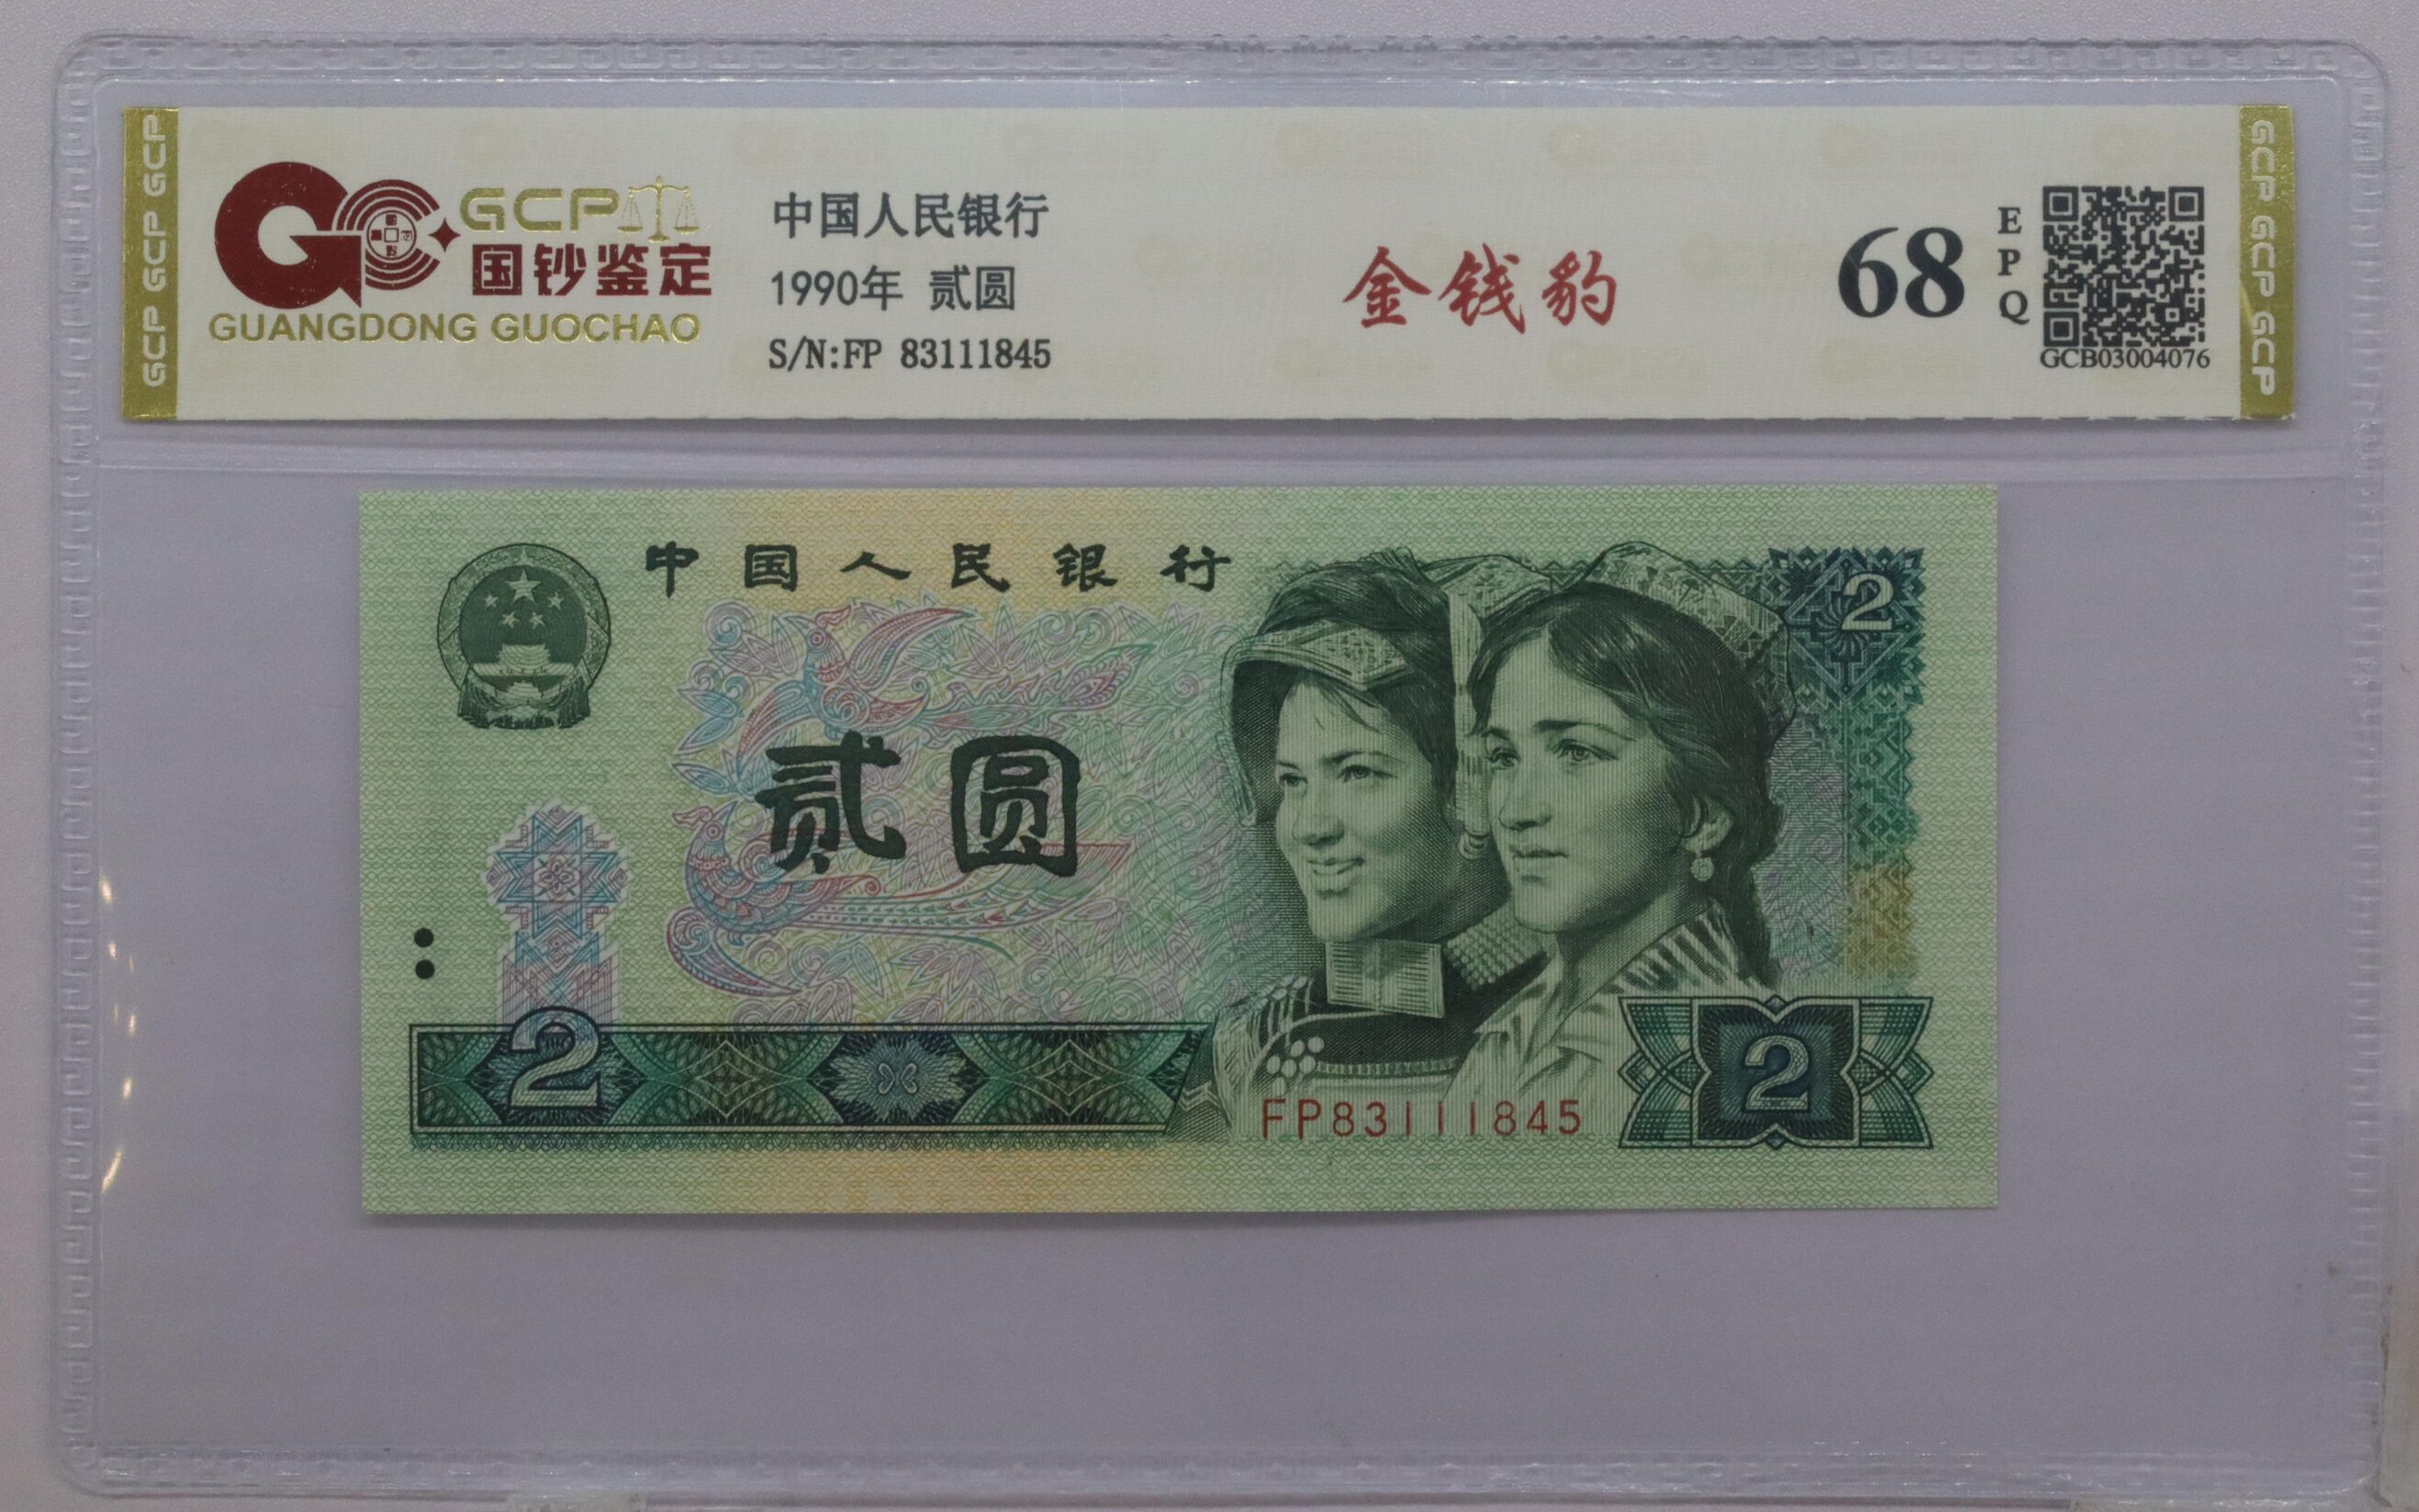 GCP GCP GCP
GCP
国钞鉴定
GUANGDONG GUOCHAO
中国人民银行
1990年 贰圆
S/N:FP 83111845
金钱豹
68
EPQ
GCB03004076
GCP GCP GCP
中国人民银行
2
贰圆
2
FP83111845
2